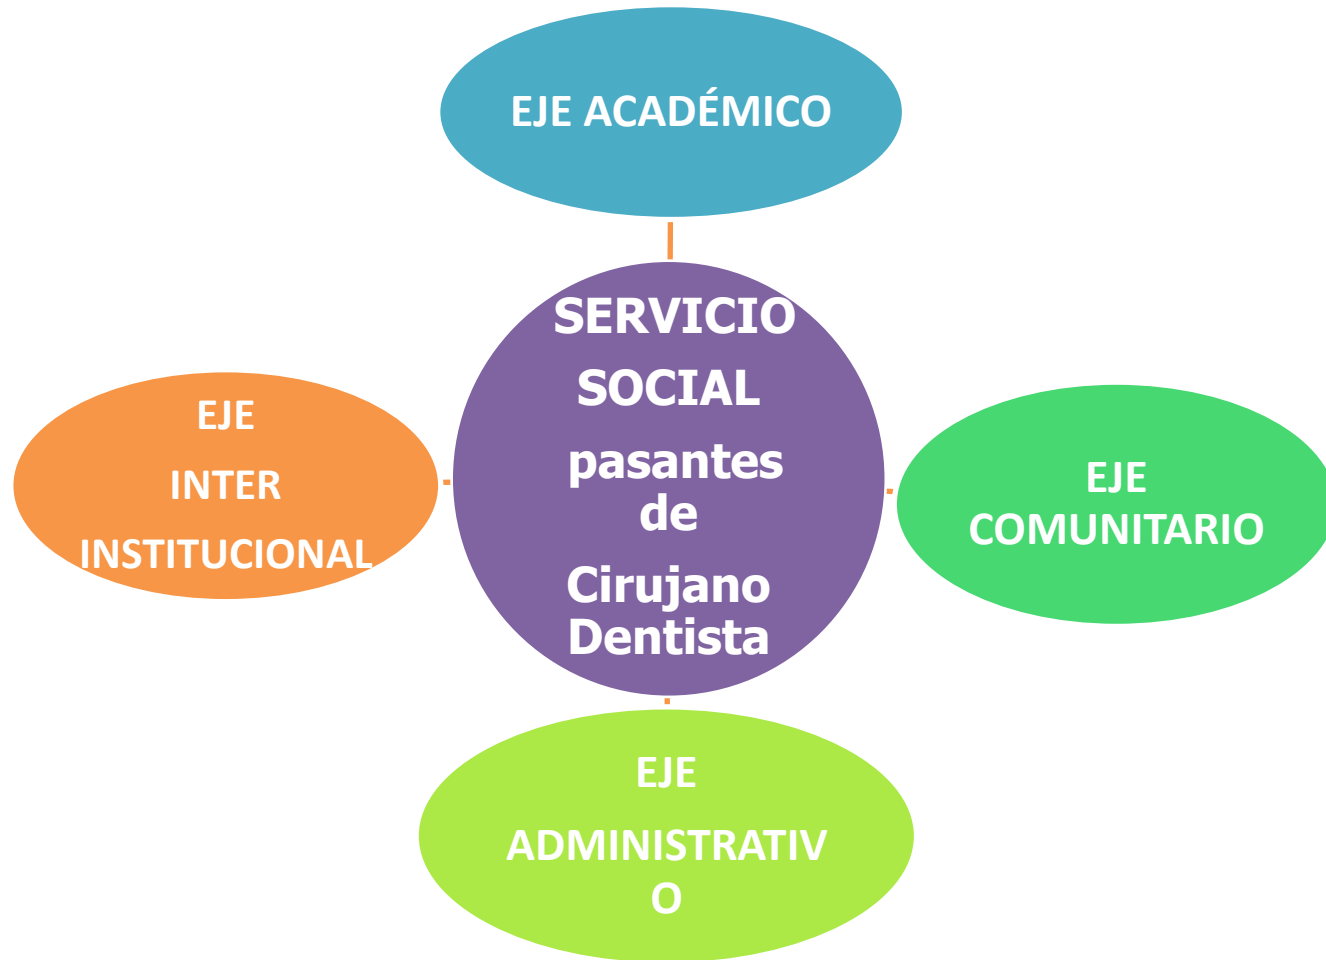 EJE ACADÉMICO
SERVICIO
SOCIAL
pasantes
de
Cirujano
Dentista
EJE
INTER
INSTITUCIONAL
EJE
COMUNITARIO
EJE
ADMINISTRATIV
O